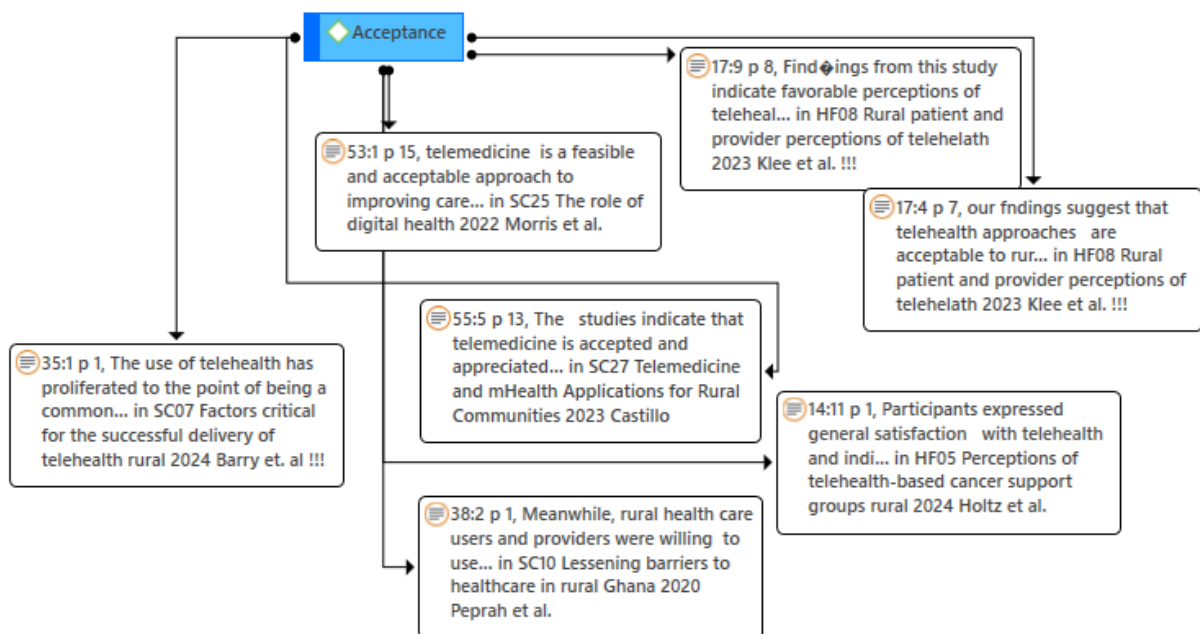 Acceptance
17:9 p 8, Find�ings from this study
indicate favorable perceptions of
teleheal... in HF08 Rural patient and
provider perceptions of telehelath
2023 Klee et al. !!!
53:1 p 15, telemedicine is a feasible
and acceptable approach to
improving care... in SC25 The role of
digital health 2022 Morris et al.
17:4 p 7, our fndings suggest that
telehealth approaches are
acceptable to rur... in HF08 Rural
patient and provider perceptions of
telehelath 2023 Klee et al. !!!
55:5 p 13, The studies indicate that
telemedicine is accepted and
appreciated... in SC27 Telemedicine
and mHealth Applications for Rural
Communities 2023 Castillo
35:1 p 1, The use of telehealth has
proliferated to the point of being a
common... in SC07 Factors critical
for the successful delivery of
telehealth rural 2024 Barry et. al !!!
14:11 p 1, Participants expressed
general satisfaction with telehealth
and indi... in HF05 Perceptions of
telehealth-based cancer support
groups rural 2024 Holtz et al.
38:2 p 1, Meanwhile, rural health care
users and providers were willing to
use... in SC10 Lessening barriers to
healthcare in rural Ghana 2020
Peprah et al.